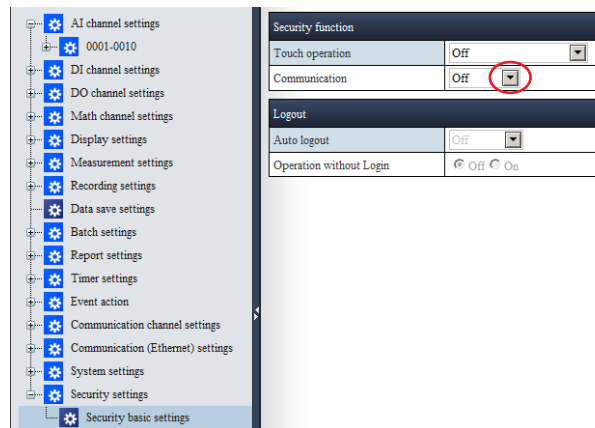 AI channel settings
0001-0010
DI channel settings
DO channel settings
Math channel settings
Display settings
Measurement settings
Recording settings
Data save settings
Batch settings
Report settings
Timer settings
Event action
Communication channel settings
Communication (Ethernet) settings
System settings
Security settings
Security basic settings
Security function
Touch operation Off
Communication Off
Logout
Auto logout Off
Operation without Login Off On